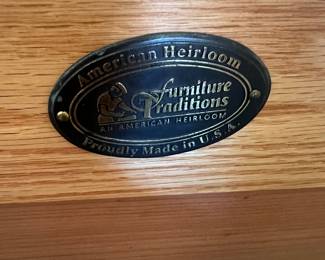 American Heirloom
Furniture
Traditions
AN AMERICAN HEIRLOOM
Proudly Made in U.S.A.